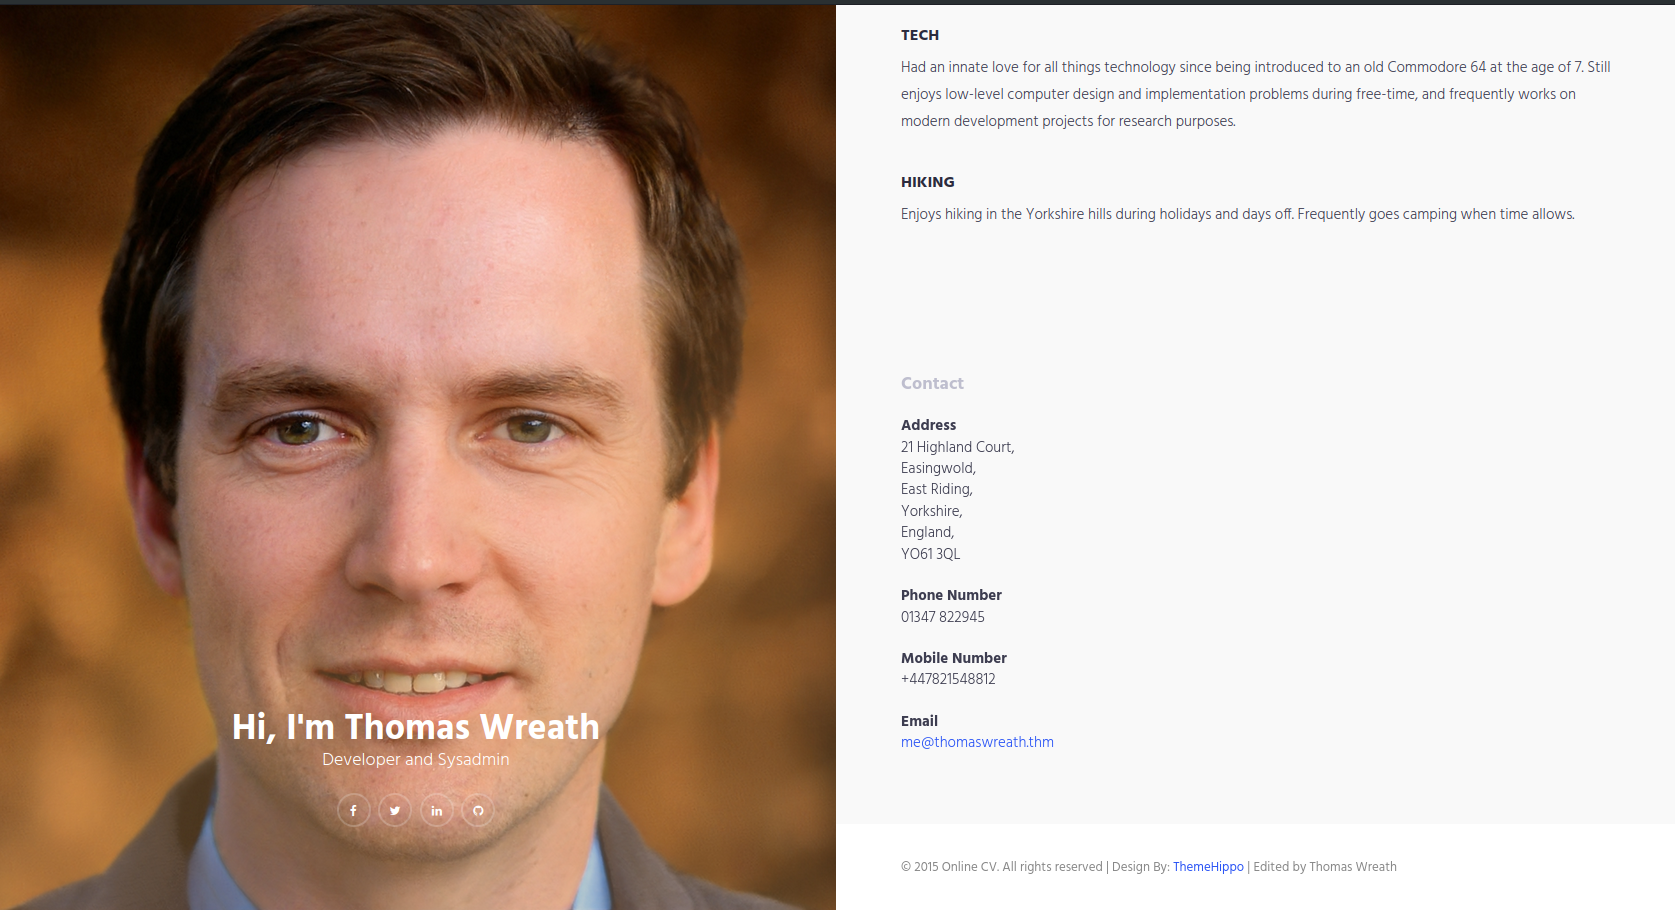 Hi, I'm Thomas Wreath
Developer and Sysadmin
TECH
Had an innate love for all things technology since being introduced to an old Commodore 64 at the age of 7. Still
enjoys low-level computer design and implementation problems during free-time, and frequently works on
modern development projects for research purposes.
HIKING
Enjoys hiking in the Yorkshire hills during holidays and days off. Frequently goes camping when time allows.
Contact
Address
21 Highland Court,
Easingwold,
East Riding,
Yorkshire,
England,
YO61 3QL
Phone Number
01347 822945
Mobile Number
+447821548812
Email
me@thomaswreath.thm
© 2015 Online CV. All rights reserved | Design By: ThemeHippo | Edited by Thomas Wreath